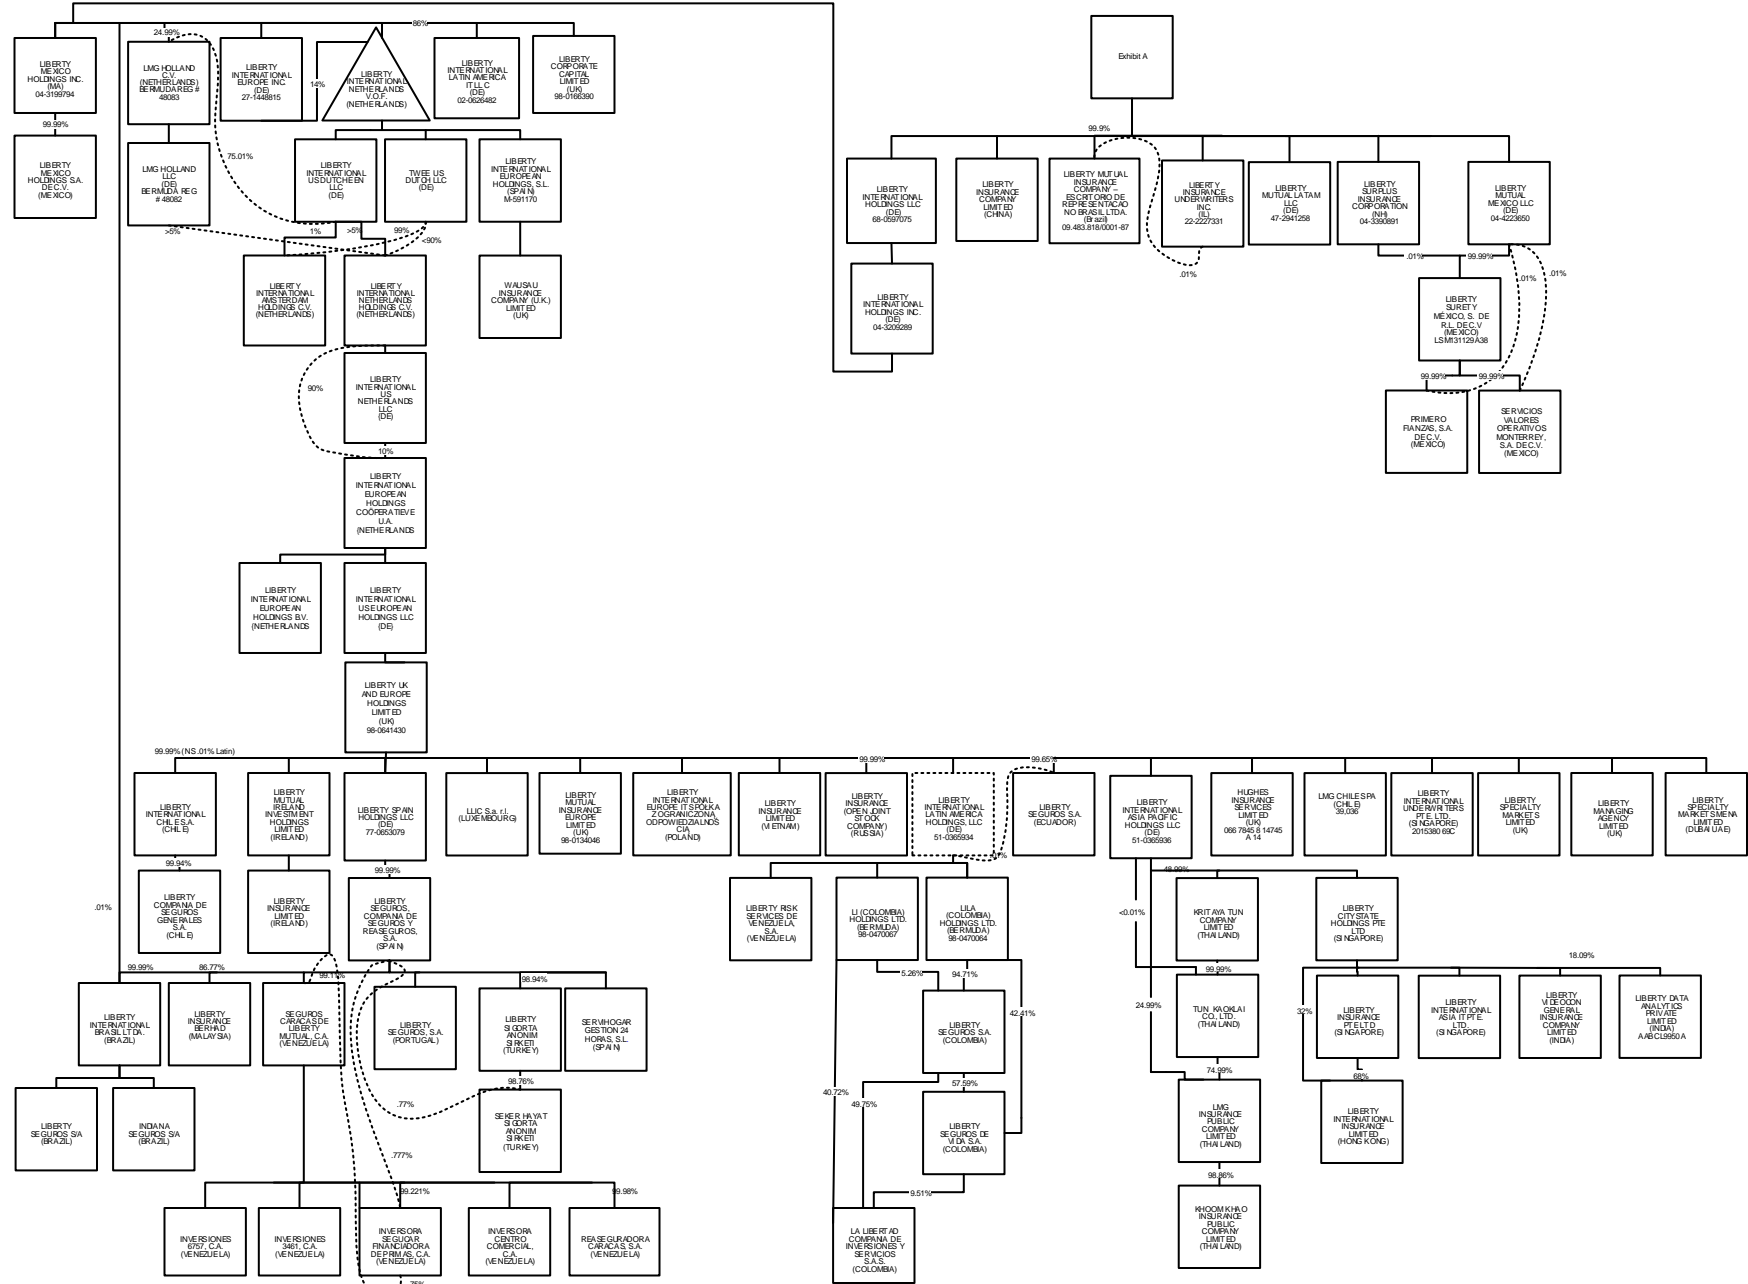 86%
24.99%
LIBERTY
MEXICO
HOLDINGS INC.
(MA)
04-3199794
LMG HOLLAND
C.V.
(NETHERLANDS)
BERMUDA REG #
48083
LIBERTY
INTERNATIONAL
EUROPE INC.
(DE)
27-1448815
14%
LIBERTY
INTERNATIONAL
NETHERLANDS
V.O.F.
(NETHERLANDS)
LIBERTY
INTERNATIONAL
LATIN AMERICA
IT LLC
(DE)
02-0626482
LIBERTY
CORPORATE
CAPITAL
LIMITED
(UK)
98-0166390
Exhibit A
99.99%
LIBERTY
MEXICO
HOLDINGS S.A.
DE C.V.
(MEXICO)
LMG HOLLAND
LLC
(DE)
BERMUDA REG
# 48082
75.01%
LIBERTY
INTERNATIONAL
US DUTCHEEN
LLC
(DE)
TWEE US
DUTCH LLC
(DE)
LIBERTY
INTERNATIONAL
EUROPEAN
HOLDINGS, S.L.
(SPAIN)
M-591170
99.9%
LIBERTY
INTERNATIONAL
HOLDINGS LLC
(DE)
68-0597075
LIBERTY
INSURANCE
COMPANY
LIMITED
(CHINA)
LIBERTY MUTUAL
INSURANCE
COMPANY –
ESCRITORIO DE
REPRESENTACAO
NO BRASIL LTDA.
(Brazil)
09.483.818/0001-87
LIBERTY
INSURANCE
UNDERWRITERS
INC.
(IL)
22-2227331
LIBERTY
MUTUAL LATAM
LLC
(DE)
47-2941258
LIBERTY
SURPLUS
INSURANCE
CORPORATION
(NH)
04-3390891
LIBERTY
MUTUAL
MEXICO LLC
(DE)
04-4223650
>5%
1%
>5%
99%
<90%
.01%
.01%
99.99%
.01%
.01%
LIBERTY
INTERNATIONAL
AMSTERDAM
HOLDINGS C.V.
(NETHERLANDS)
LIBERTY
INTERNATIONAL
NETHERLANDS
HOLDINGS C.V.
(NETHERLANDS)
WAUSAU
INSURANCE
COMPANY (U.K.)
LIMITED
(UK)
LIBERTY
INTERNATIONAL
HOLDINGS INC.
(DE)
04-3209289
LIBERTY
SURETY
MÉXICO, S. DE
R.L. DE C.V
(MEXICO)
LSM131129A38
90%
LIBERTY
INTERNATIONAL
US
NETHERLANDS
LLC
(DE)
99.99%
99.99%
PRIMERO
FIANZAS, S.A.
DE C.V.
(MEXICO)
SERVICIOS
VALORES
OPERATIVOS
MONTERREY,
S.A. DE C.V.
(MEXICO)
10%
LIBERTY
INTERNATIONAL
EUROPEAN
HOLDINGS
COÖPERATIEVE
U.A.
(NETHERLANDS
LIBERTY
INTERNATIONAL
EUROPEAN
HOLDINGS B.V.
(NETHERLANDS
LIBERTY
INTERNATIONAL
US EUROPEAN
HOLDINGS LLC
(DE)
LIBERTY UK
AND EUROPE
HOLDINGS
LIMITED
(UK)
98-0641430
99.99% (NS .01% Latin)
99.99%
99.65%
LIBERTY
INTERNATIONAL
CHILE S.A.
(CHILE)
LIBERTY
MUTUAL
IRELAND
INVESTMENT
HOLDINGS
LIMITED
(IRELAND)
LIBERTY SPAIN
HOLDINGS LLC
(DE)
77-0653079
LLIC S.a. r.l.
(LUXEMBOURG)
LIBERTY
MUTUAL
INSURANCE
EUROPE
LIMITED
(UK)
98-0134046
LIBERTY
INTERNATIONAL
EUROPE IT SPÓŁKA
Z OGRANICZONĄ
ODPOWIEDZIALNOŚ
CIĄ
(POLAND)
LIBERTY
INSURANCE
LIMITED
(VIETNAM)
LIBERTY
INSURANCE
(OPEN JOINT
STOCK
COMPANY)
(RUSSIA)
LIBERTY
INTERNATIONAL
LATIN AMERICA
HOLDINGS, LLC
(DE)
51-0365934
LIBERTY
SEGUROS S.A.
(ECUADOR)
LIBERTY
INTERNATIONAL
ASIA PACIFIC
HOLDINGS LLC
(DE)
51-0365936
HUGHES
INSURANCE
SERVICES
LIMITED
(UK)
066 7845 8 14745
A 14
LMG CHILE SPA
(CHILE)
39,036
LIBERTY
INTERNATIONAL
UNDERWRITERS
PTE. LTD.
(SINGAPORE)
2015380 69C
LIBERTY
SPECIALTY
MARKETS
LIMITED
(UK)
LIBERTY
MANAGING
AGENCY
LIMITED
(UK)
LIBERTY
SPECIALTY
MARKETS MENA
LIMITED
(DUBAI UAE)
99.94%
99.99%
48.99%
.01%
LIBERTY
COMPANIA DE
SEGUROS
GENERALES
S.A.
(CHILE)
LIBERTY
INSURANCE
LIMITED
(IRELAND)
LIBERTY
SEGUROS,
COMPANIA DE
SEGUROS Y
REASEGUROS,
S.A.
(SPAIN)
LIBERTY RISK
SERVICES DE
VENEZUELA,
S.A.
(VENEZUELA)
LI (COLOMBIA)
HOLDINGS LTD.
(BERMUDA)
98-0470067
LILA
(COLOMBIA)
HOLDINGS LTD.
(BERMUDA)
98-0470064
<0.01%
KRITAYA TUN
COMPANY
LIMITED
(THAILAND)
LIBERTY
CITYSTATE
HOLDINGS PTE
LTD
(SINGAPORE)
99.99%
86.77%
98.94%
5.26%
94.71%
99.99%
18.09%
LIBERTY
INTERNATIONAL
BRASIL LTDA.
(BRAZIL)
LIBERTY
INSURANCE
BERHAD
(MALAYSIA)
SEGUROS
CARACAS DE
LIBERTY
MUTUAL, C.A.
(VENEZUELA)
LIBERTY
SEGUROS, S.A.
(PORTUGAL)
LIBERTY
SIGORTA
ANONIM
SIRKETI
(TURKEY)
SERVIHOGAR
GESTION 24
HORAS, S.L.
(SPAIN)
LIBERTY
SEGUROS S.A.
(COLOMBIA)
42.41%
24.99%
TUN KAOKLAI
CO., LTD.
(THAILAND)
32%
LIBERTY
INSURANCE
PTE LTD
(SINGAPORE)
LIBERTY
INTERNATIONAL
ASIA IT PTE.
LTD.
(SINGAPORE)
LIBERTY
VIDEOCON
GENERAL
INSURANCE
COMPANY
LIMITED
(INDIA)
LIBERTY DATA
ANALYTICS
PRIVATE
LIMITED
(INDIA)
AABCL9950 A
98.76%
.77%
40.72%
49.75%
57.59%
74.99%
68%
LIBERTY
SEGUROS S/A
(BRAZIL)
INDIANA
SEGUROS S/A
(BRAZIL)
SEKER HAYAT
SIGORTA
ANONIM
SIRKETI
(TURKEY)
LIBERTY
SEGUROS DE
VIDA S.A.
(COLOMBIA)
LMG
INSURANCE
PUBLIC
COMPANY
LIMITED
(THAILAND)
LIBERTY
INTERNATIONAL
INSURANCE
LIMITED
(HONG KONG)
.777%
98.86%
99.221%
99.98%
9.51%
INVERSIONES
6757, C.A.
(VENEZUELA)
INVERSIONES
3461, C.A.
(VENEZUELA)
INVERSORA
SEGUCAR
FINANCIADORA
DE PRIMAS, C.A.
(VENEZUELA)
INVERSORA
CENTRO
COMERCIAL,
C.A.
(VENEZUELA)
REASEGURADORA
CARACAS, S.A.
(VENEZUELA)
LA LIBERTAD
COMPANIA DE
INVERSIONES Y
SERVICIOS
S.A.S.
(COLOMBIA)
KHOOM KHAO
INSURANCE
PUBLIC
COMPANY
LIMITED
(THAILAND)